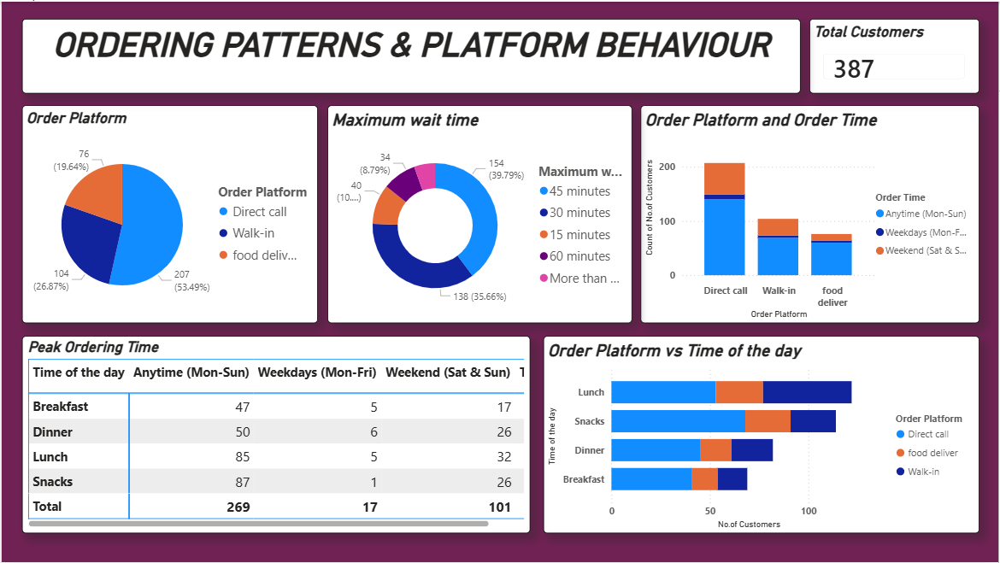 ORDERING PATTERNS & PLATFORM BEHAVIOUR
Total Customers
387
Order Platform
76
(19.64%)
104
(26.87%)
207
(53.49%)
Order Platform
Direct call
Walk-in
food deliv...
Maximum wait time
34
(8.79%)
40
(10....)
154
(39.79%)
138 (35.66%)
Maximum w...
45 minutes
30 minutes
15 minutes
60 minutes
More than ...
Order Platform and Order Time
Count of No.of Customers
200
100
0
Direct call
Walk-in
food
deliver
Order Platform
Order Time
Anytime (Mon-Sun)
Weekdays (Mon-F...
Weekend (Sat & S...
Peak Ordering Time
Time of the day Anytime (Mon-Sun) Weekdays (Mon-Fri) Weekend (Sat & Sun)
Breakfast 47 5 17
Dinner 50 6 26
Lunch 85 5 32
Snacks 87 1 26
Total 269 17 101
Order Platform vs Time of the day
Time of the day
Lunch
Snacks
Dinner
Breakfast
0 50 100
No.of Customers
Order Platform
Direct call
food deliver
Walk-in